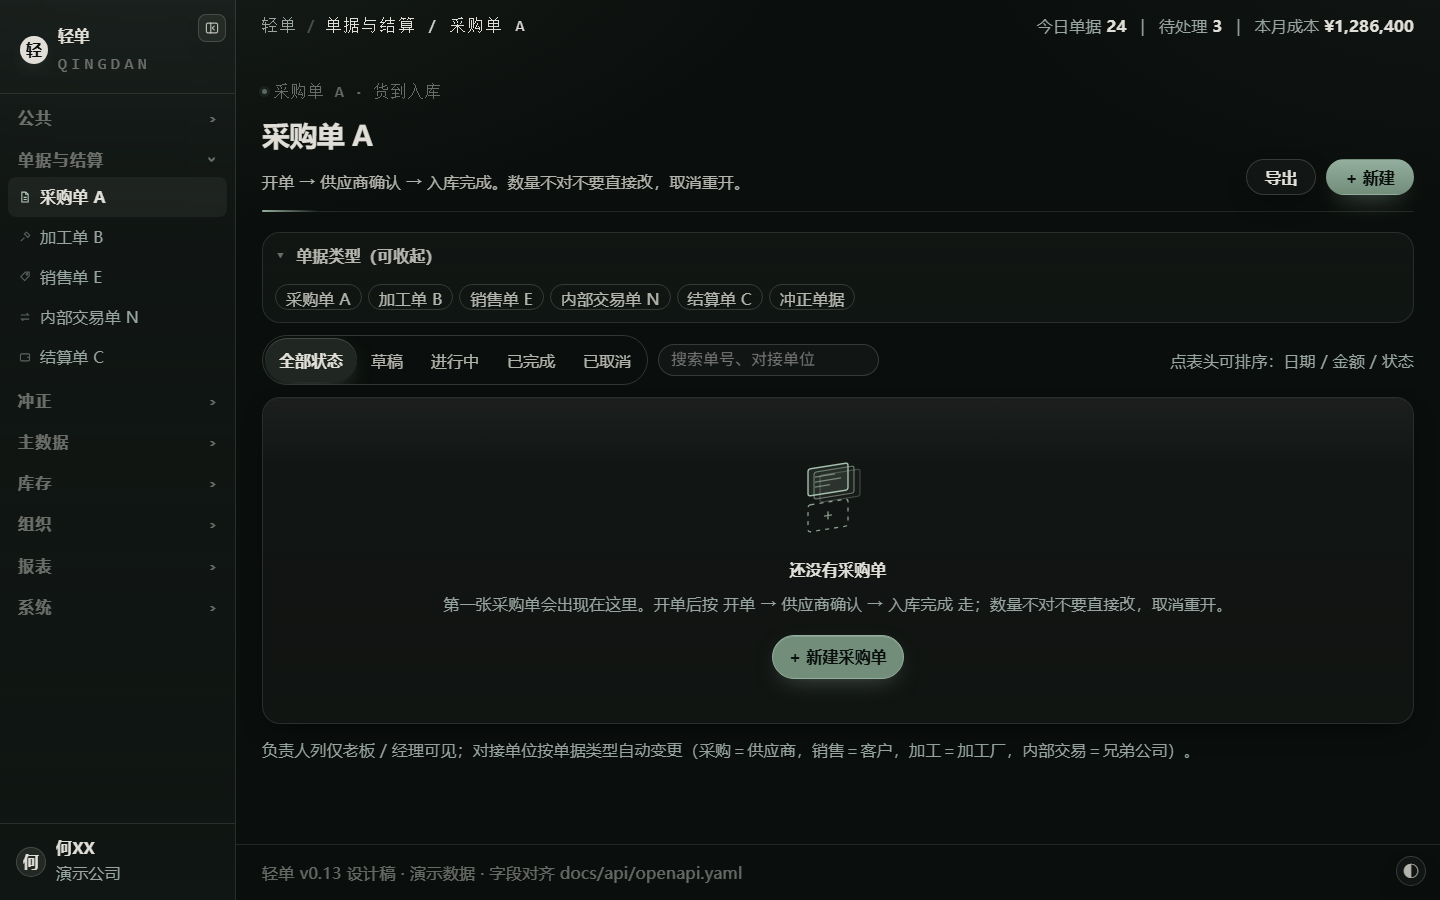 轻
轻单
QINGDAN
公共
单据与结算
采购单 A
加工单 B
销售单 E
内部交易单 N
结算单 C
冲正
主数据
库存
组织
报表
系统
何
何XX
演示公司
轻单 / 单据与结算 / 采购单 A
今日单据 24 | 待处理 3 | 本月成本 ¥1,286,400
采购单 A · 货到入库
采购单 A
开单 → 供应商确认 → 入库完成。数量不对不要直接改，取消重开。
导出
+ 新建
单据类型（可收起）
采购单 A 加工单 B 销售单 E 内部交易单 N 结算单 C 冲正单据
全部状态 草稿 进行中 已完成 已取消 搜索单号、对接单位 点表头可排序：日期 / 金额 / 状态
还没有采购单
第一张采购单会出现在这里。开单后按 开单 → 供应商确认 → 入库完成 走；数量不对不要直接改，取消重开。
+ 新建采购单
负责人列仅老板 / 经理可见；对接单位按单据类型自动变更（采购＝供应商，销售＝客户，加工＝加工厂，内部交易＝兄弟公司）。
轻单 v0.13 设计稿 · 演示数据 · 字段对齐 docs/api/openapi.yaml